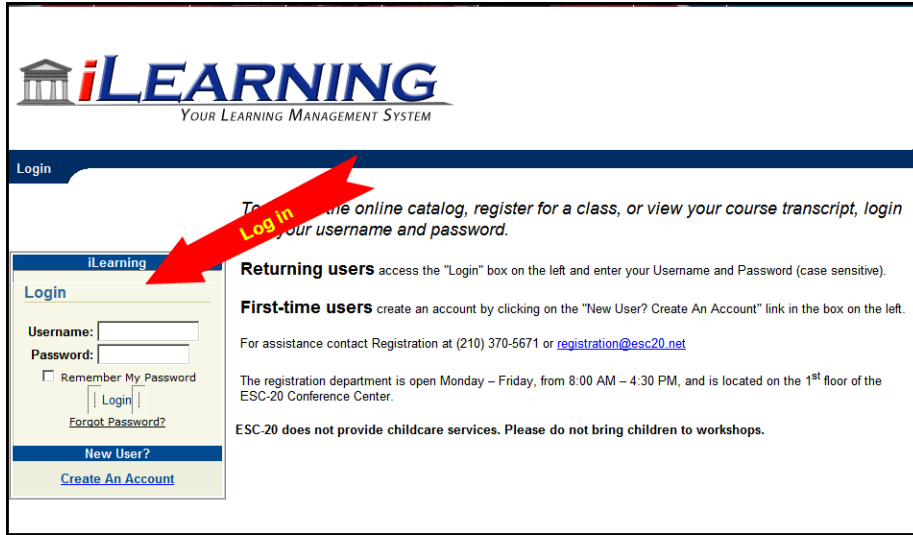 iLEARNING
YOUR LEARNING MANAGEMENT SYSTEM
Login
Log in
To the online catalog, register for a class, or view your course transcript, login
your username and password.
iLearning
Login
Username:
Password:
Remember My Password
Login
Forgot Password?
New User?
Create An Account
Returning users access the "Login" box on the left and enter your Username and Password (case sensitive).
First-time users create an account by clicking on the "New User? Create An Account" link in the box on the left.
For assistance contact Registration at (210) 370-5671 or registration@esc20.net
The registration department is open Monday – Friday, from 8:00 AM – 4:30 PM, and is located on the 1st floor of the
ESC-20 Conference Center.
ESC-20 does not provide childcare services. Please do not bring children to workshops.